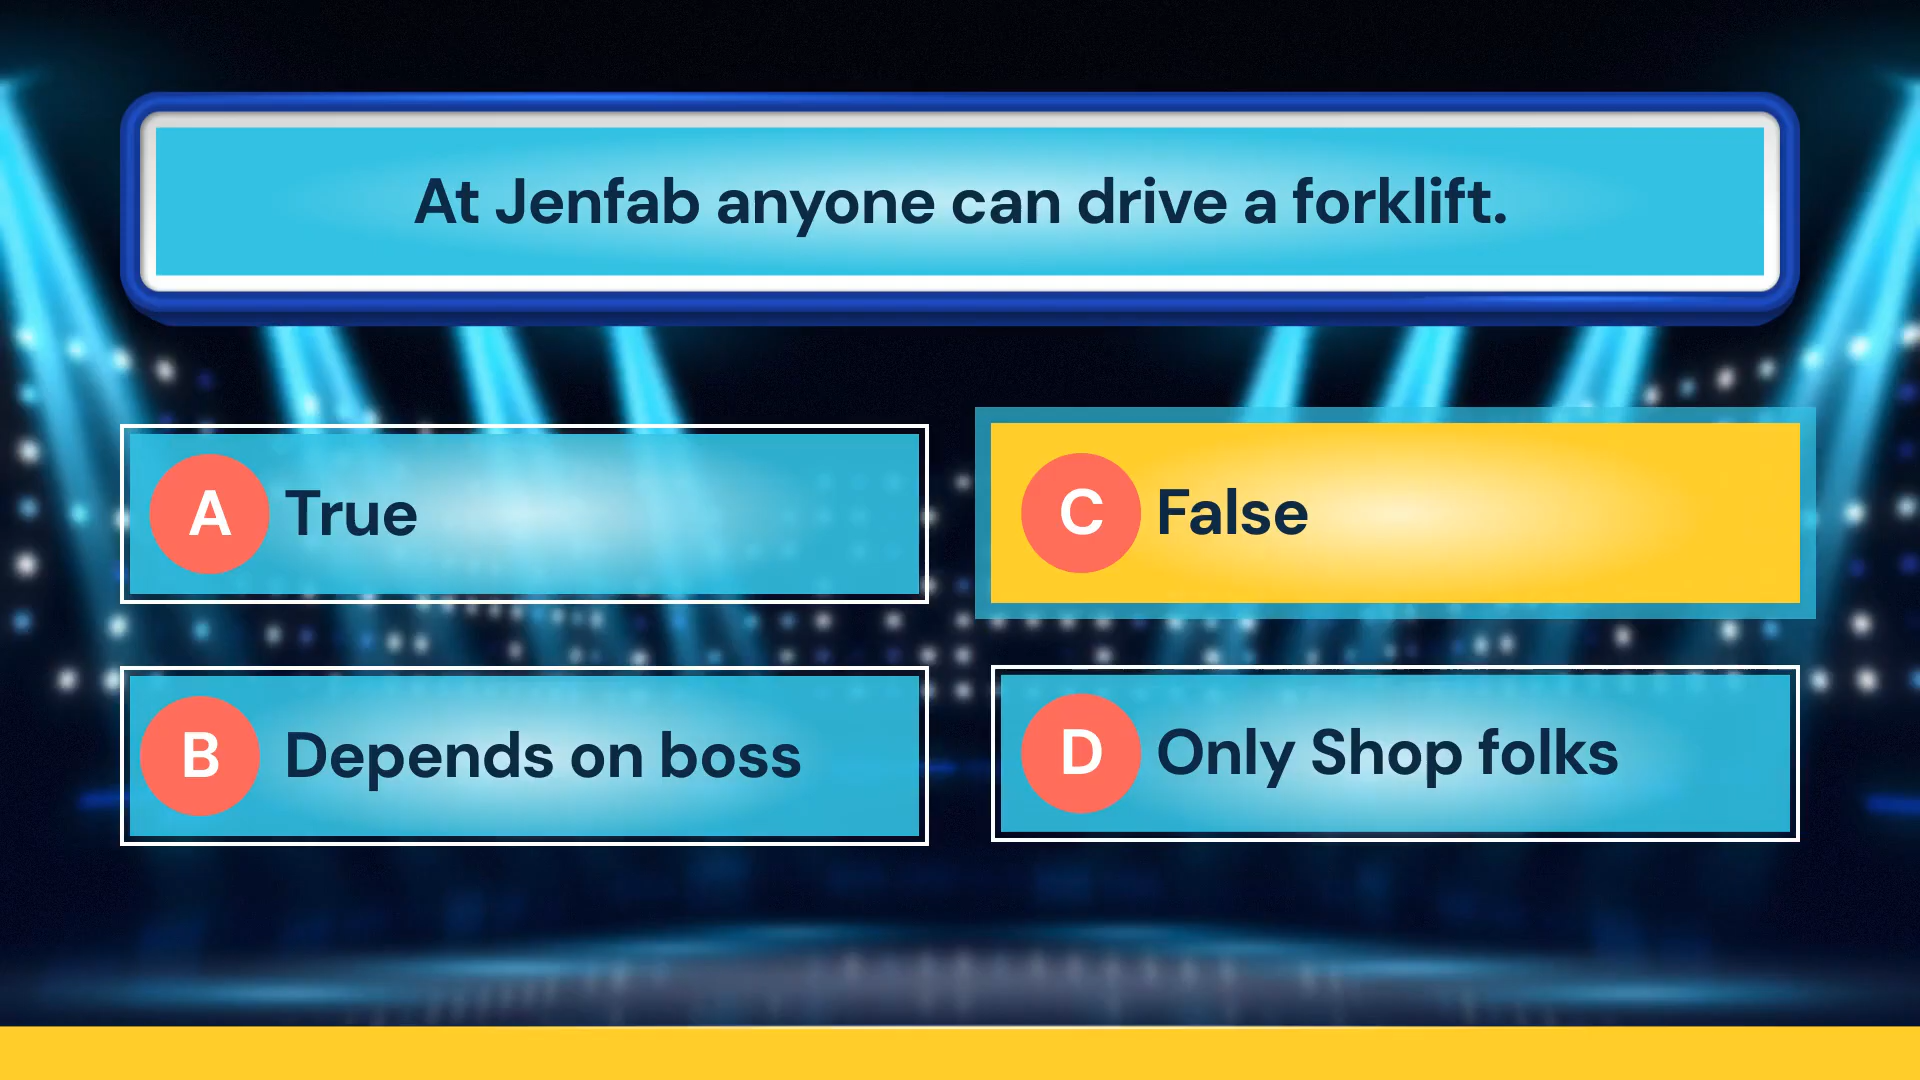 At Jenfab anyone can drive a forklift.
A True
C False
B Depends on boss
D Only Shop folks